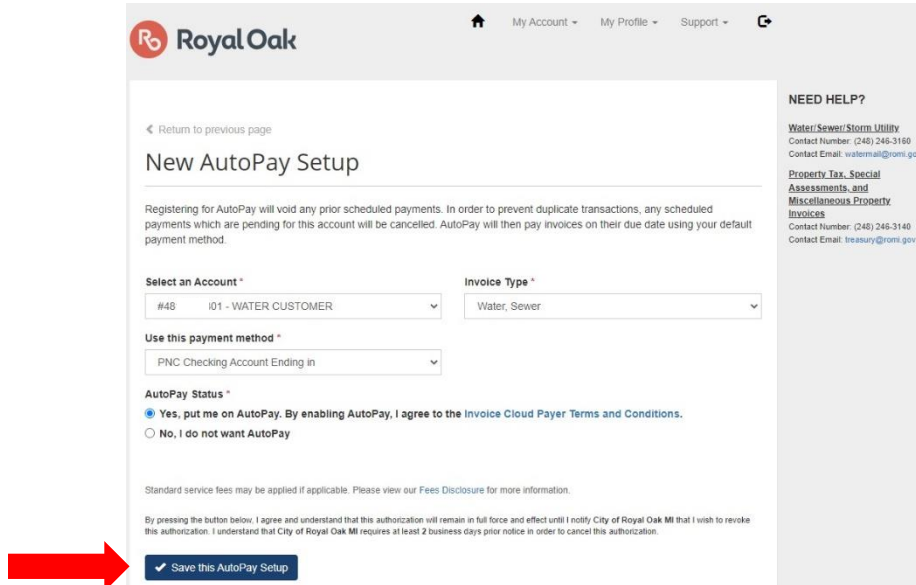 Ro Royal Oak
My Account My Profile Support
NEED HELP?
Water/Sewer/Storm Utility
Contact Number: (248) 246-3160
Contact Email: watermail@romi.go
Property Tax, Special
Assessments, and
Miscellaneous Property
Invoices
Contact Number: (248) 246-3140
Contact Email: treasury@romi.gov
Return to previous page
New AutoPay Setup
Registering for AutoPay will void any prior scheduled payments. In order to prevent duplicate transactions, any scheduled
payments which are pending for this account will be cancelled. AutoPay will then pay invoices on their due date using your default
payment method.
Select an Account *
#48 01 - WATER CUSTOMER
Invoice Type *
Water, Sewer
Use this payment method *
PNC Checking Account Ending in
AutoPay Status *
Yes, put me on AutoPay. By enabling AutoPay, I agree to the Invoice Cloud Payer Terms and Conditions.
No, I do not want AutoPay
Standard service fees may be applied if applicable. Please view our Fees Disclosure for more information.
By pressing the button below, I agree and understand that this authorization will remain in full force and effect until I notify City of Royal Oak MI that I wish to revoke
this authorization. I understand that City of Royal Oak MI requires at least 2 business days prior notice in order to cancel this authorization.
Save this AutoPay Setup